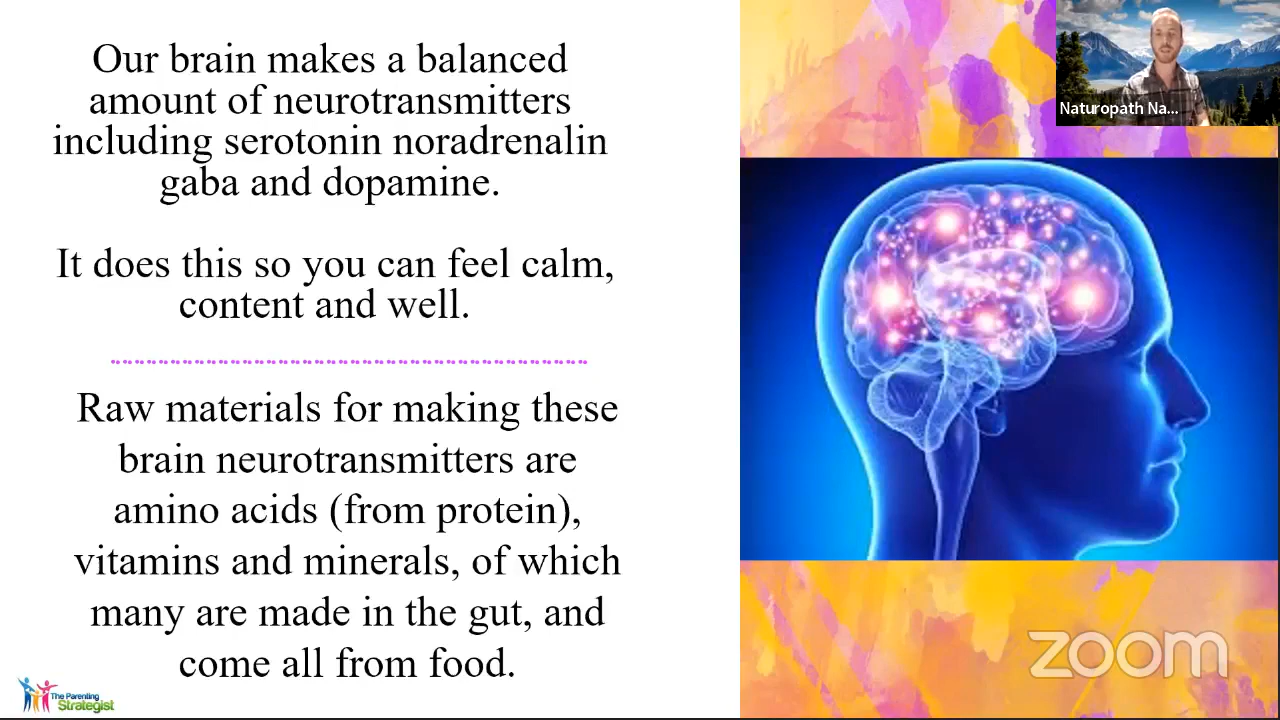 Our brain makes a balanced
amount of neurotransmitters
including serotonin noradrenalin
gaba and dopamine.
It does this so you can feel calm,
content and well.
Raw materials for making these
brain neurotransmitters are
amino acids (from protein),
vitamins and minerals, of which
many are made in the gut, and
come all from food.
Naturopath Na...
The Parenting
Strategist
zoom